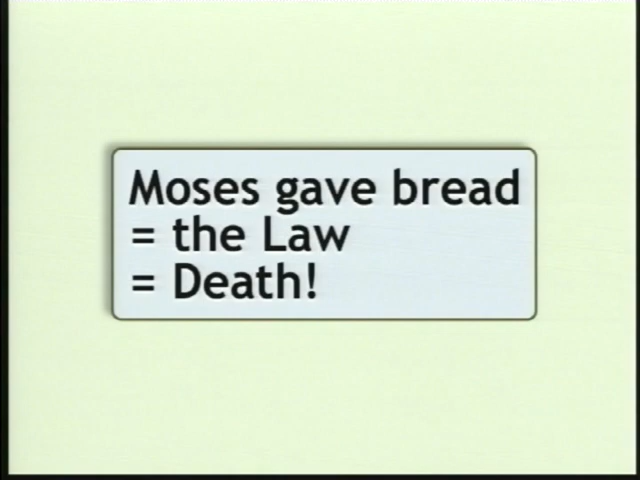 Moses gave bread
= the Law
= Death!